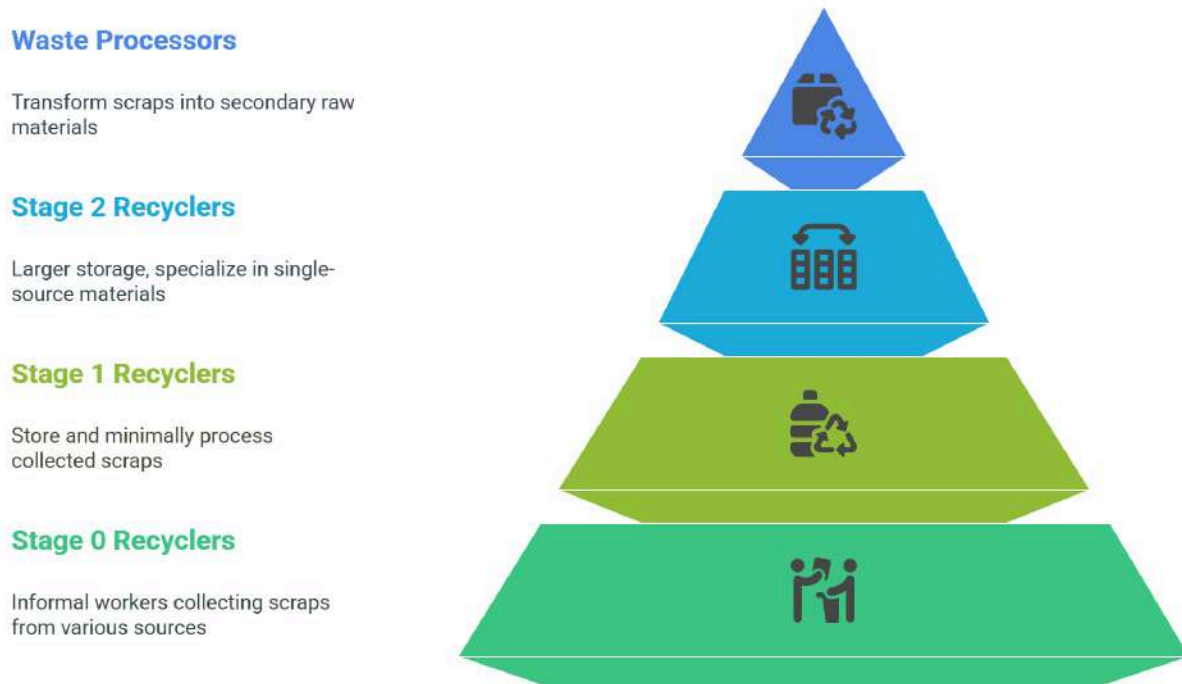 Waste Processors
Transform scraps into secondary raw
materials
Stage 2 Recyclers
Larger storage, specialize in single-
source materials
Stage 1 Recyclers
Store and minimally process
collected scraps
Stage 0 Recyclers
Informal workers collecting scraps
from various sources